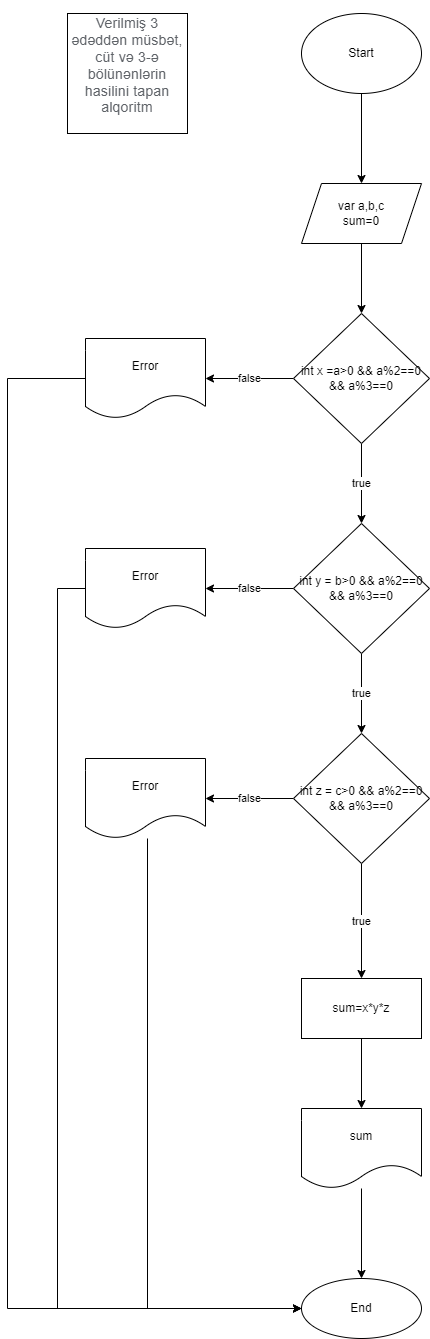 Verilmiş 3
ədəddən müsbət,
cüt və 3-ə
bölünənlərin
hasilini tapan
alqoritm
Start
var a,b,c
sum=0
int x =a>0 && a%2==0
&& a%3==0
false
Error
true
int y = b>0 && a%2==0
&& a%3==0
false
Error
true
int z = c>0 && a%2==0
&& a%3==0
false
Error
true
sum=x*y*z
sum
End